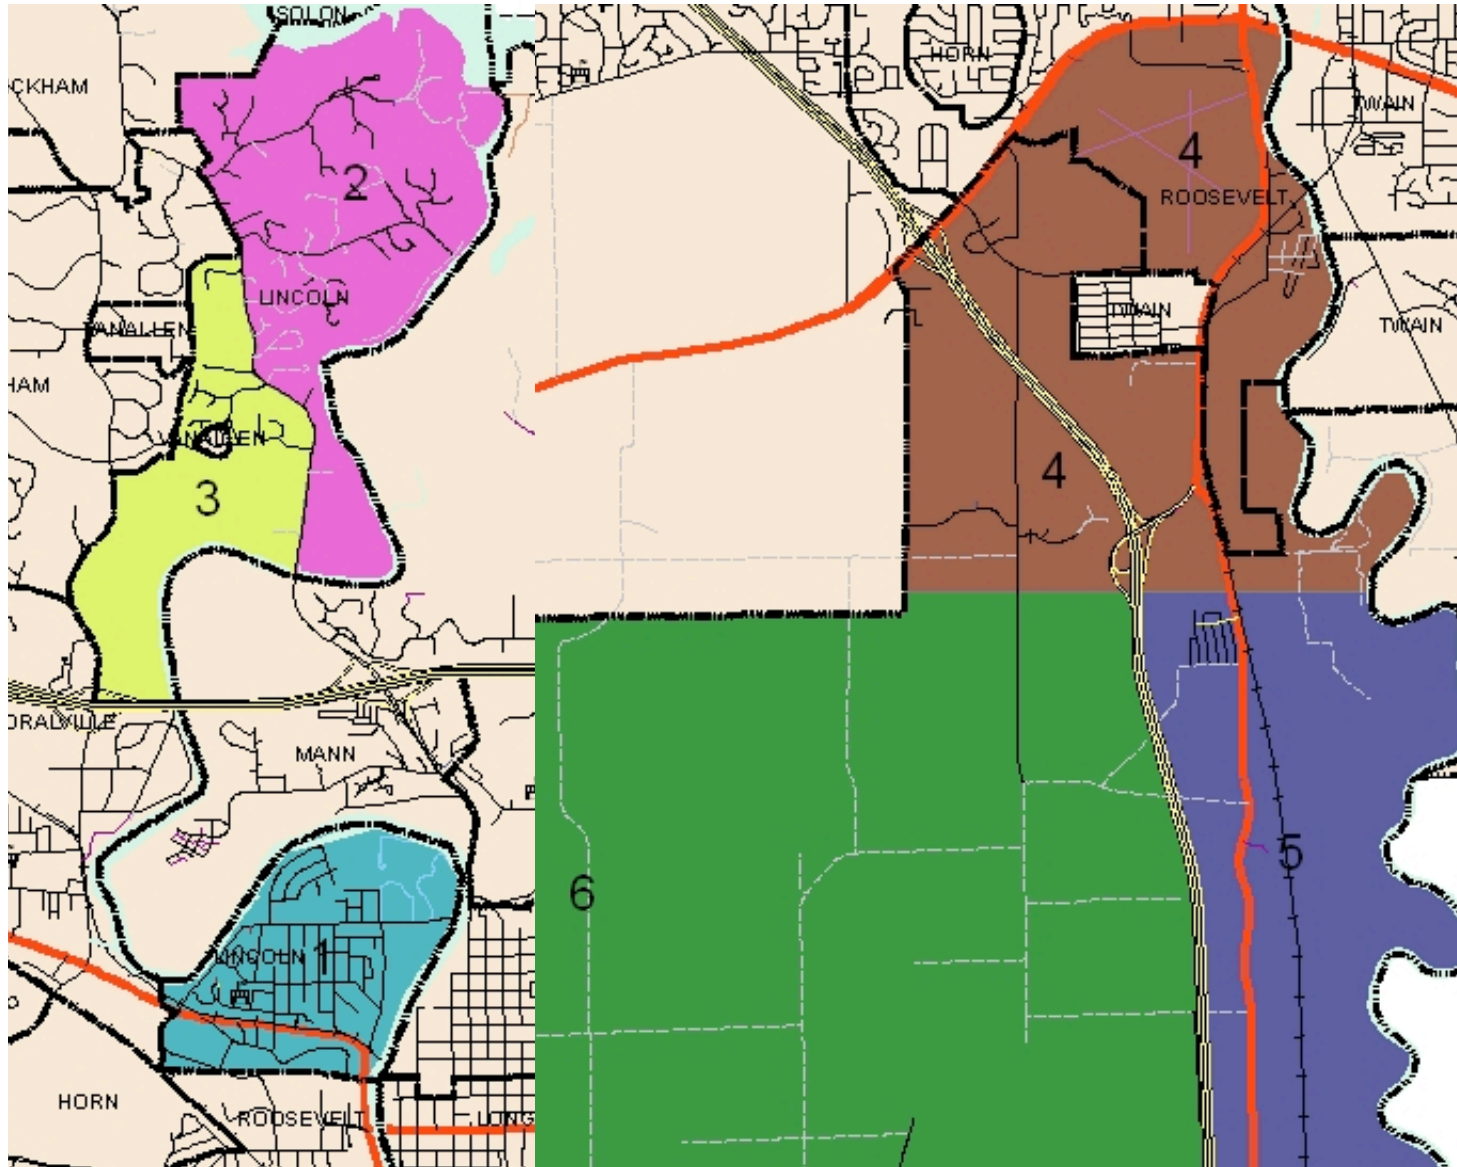 SOLON
CKHAM
2
LINCOLN
VANALLEN
HAM
VANALLEN
3
ORALVILLE
MANN
LINCOLN 1
HORN
ROOSEVELT
LONG
HORN
TWAIN
4
ROOSEVELT
TWAIN
TWAIN
4
5
6